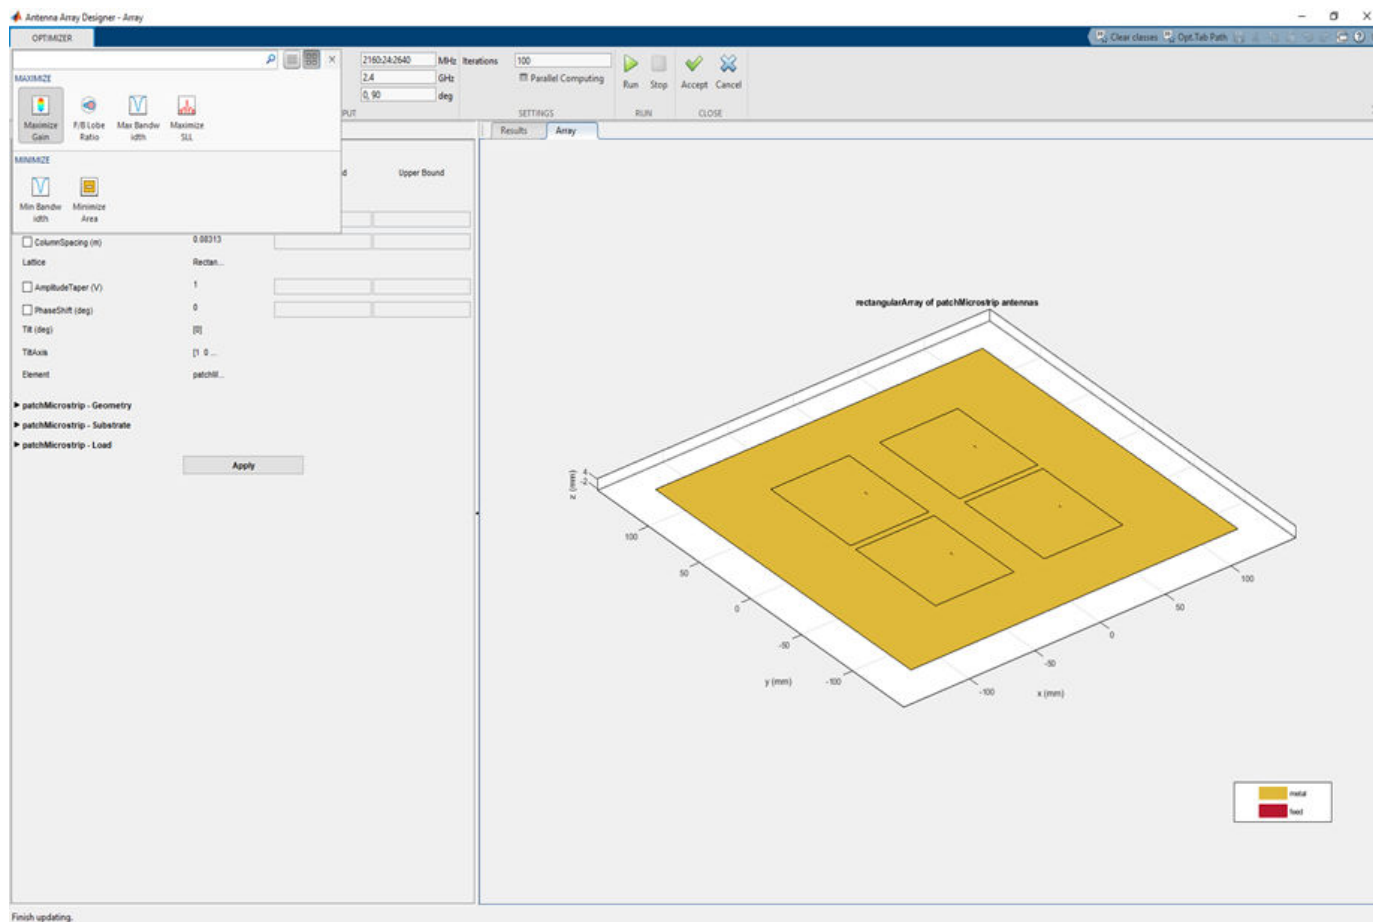 Antenna Array Designer - Array
OPTIMIZER
Clear classes Opt.Tab Path
MAXIMIZE
Maximize Gain
F/B Lobe Ratio
Max Bandw idth
Maximize SLL
MINIMIZE
Min Bandw idth
Minimize Area
2160:24:2640 MHz
2.4 GHz
0, 90 deg
PUT
Iterations 100
Parallel Computing
SETTINGS
Run Stop
RUN
Accept Cancel
CLOSE
d Upper Bound
ColumnSpacing (m) 0.08313
Lattice Rectan...
AmplitudeTaper (V) 1
PhaseShift (deg) 0
Tilt (deg) [0]
TiltAxis [1 0 ...
Element patchM...
patchMicrostrip - Geometry
patchMicrostrip - Substrate
patchMicrostrip - Load
Apply
Results Array
rectangularArray of patchMicrostrip antennas
z (mm)
4
-2
100
50
0
-50
-100
y (mm)
100
50
0
-50
-100
x (mm)
metal
feed
Finish updating.